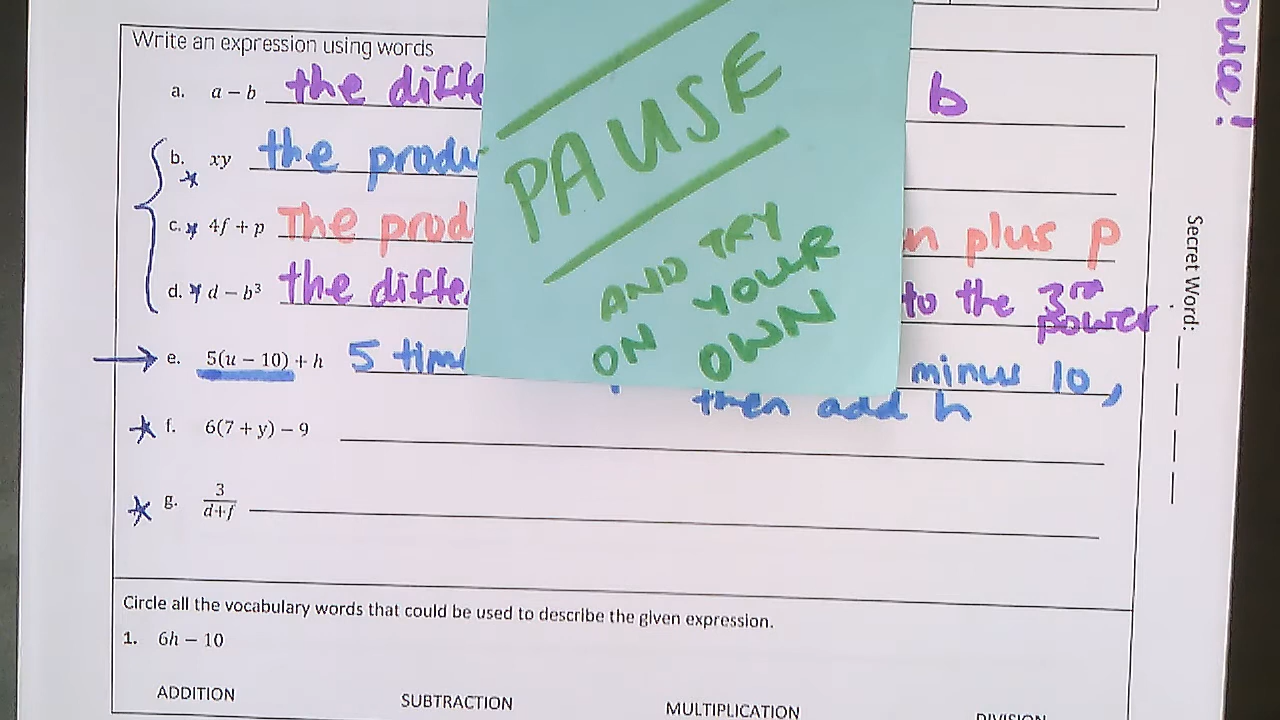 Write an expression using words
a. a − b the diffe b
b. xy the produ
c. 4f + p The prod n plus p
d. d − b³ the diffe to the 3rd
power
e. 5(u − 10) + h 5 tim minus 10,
then add h
f. 6(7 + y) − 9
g. 3/(d+f)
PAUSE
AND TRY
ON YOUR
OWN
Secret Word:
Circle all the vocabulary words that could be used to describe the given expression.
1. 6h − 10
ADDITION SUBTRACTION MULTIPLICATION DIVISION